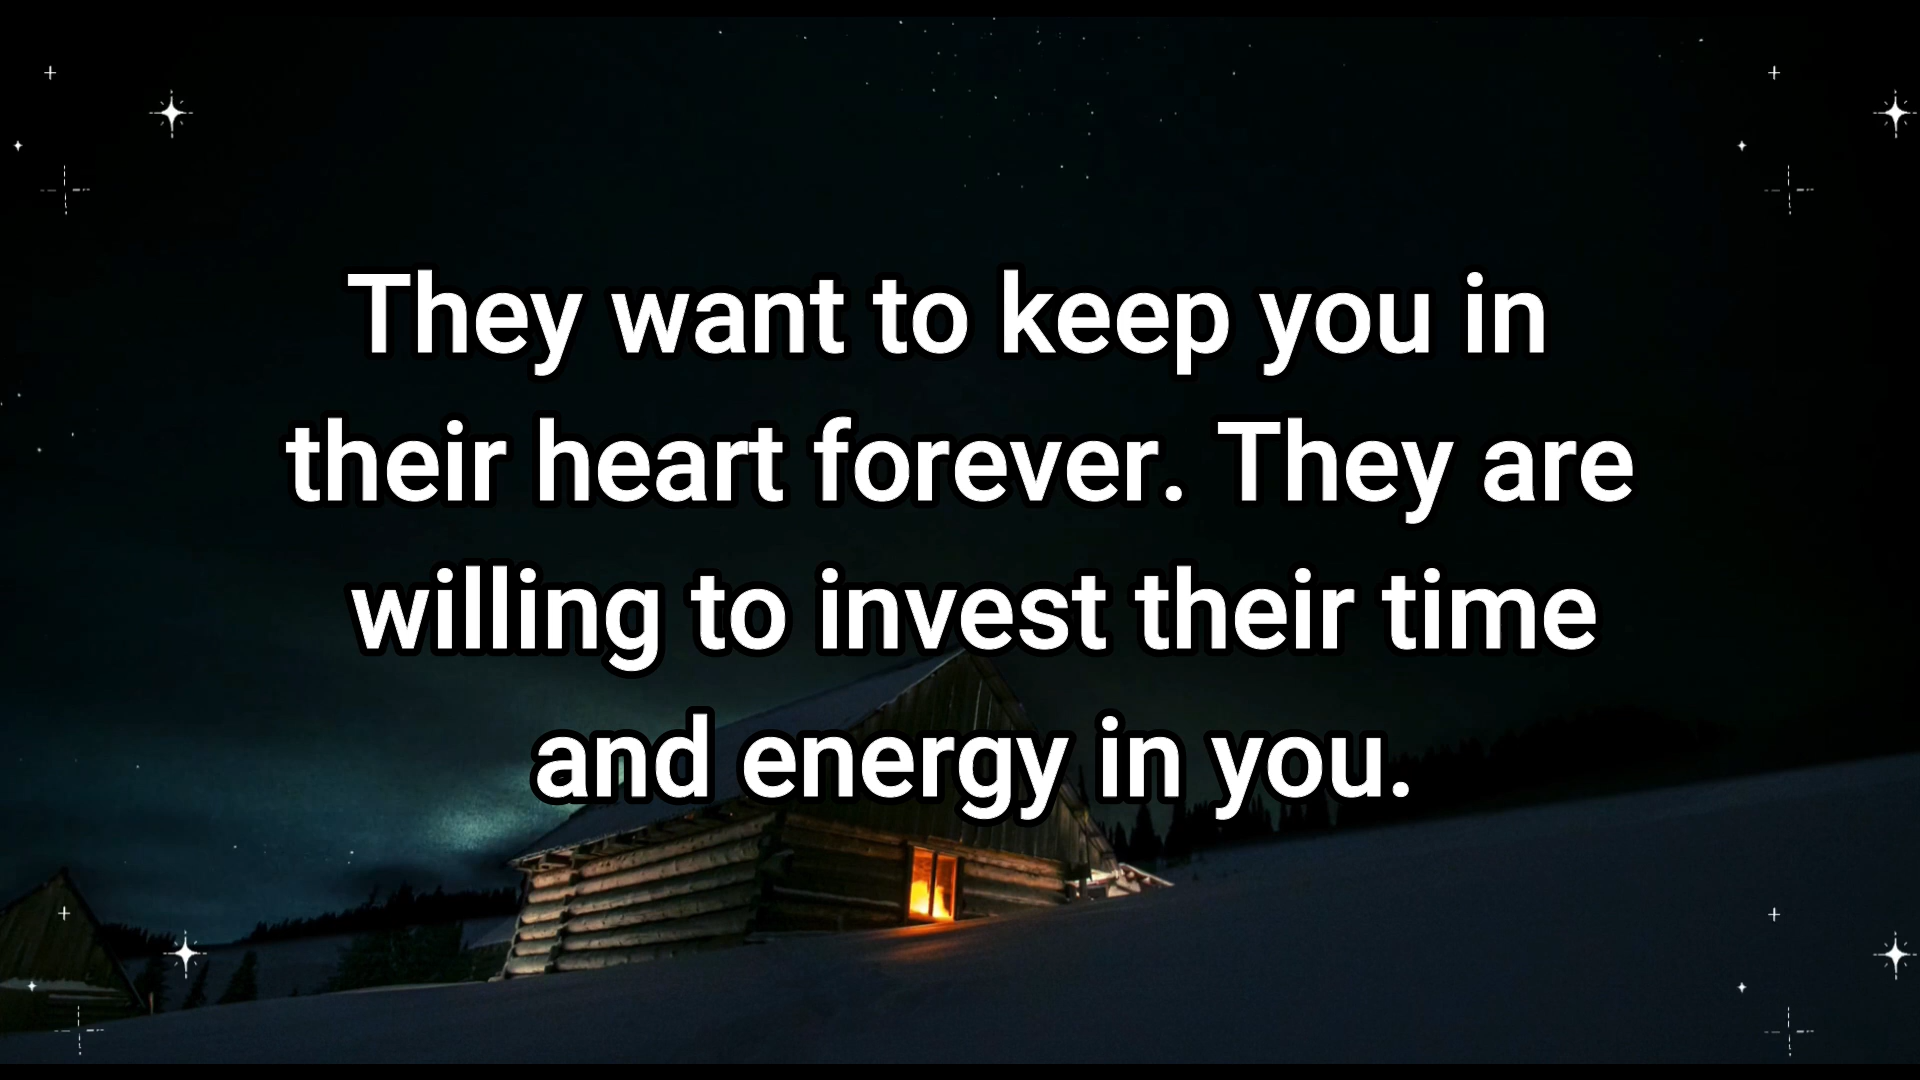 They want to keep you in
their heart forever. They are
willing to invest their time
and energy in you.